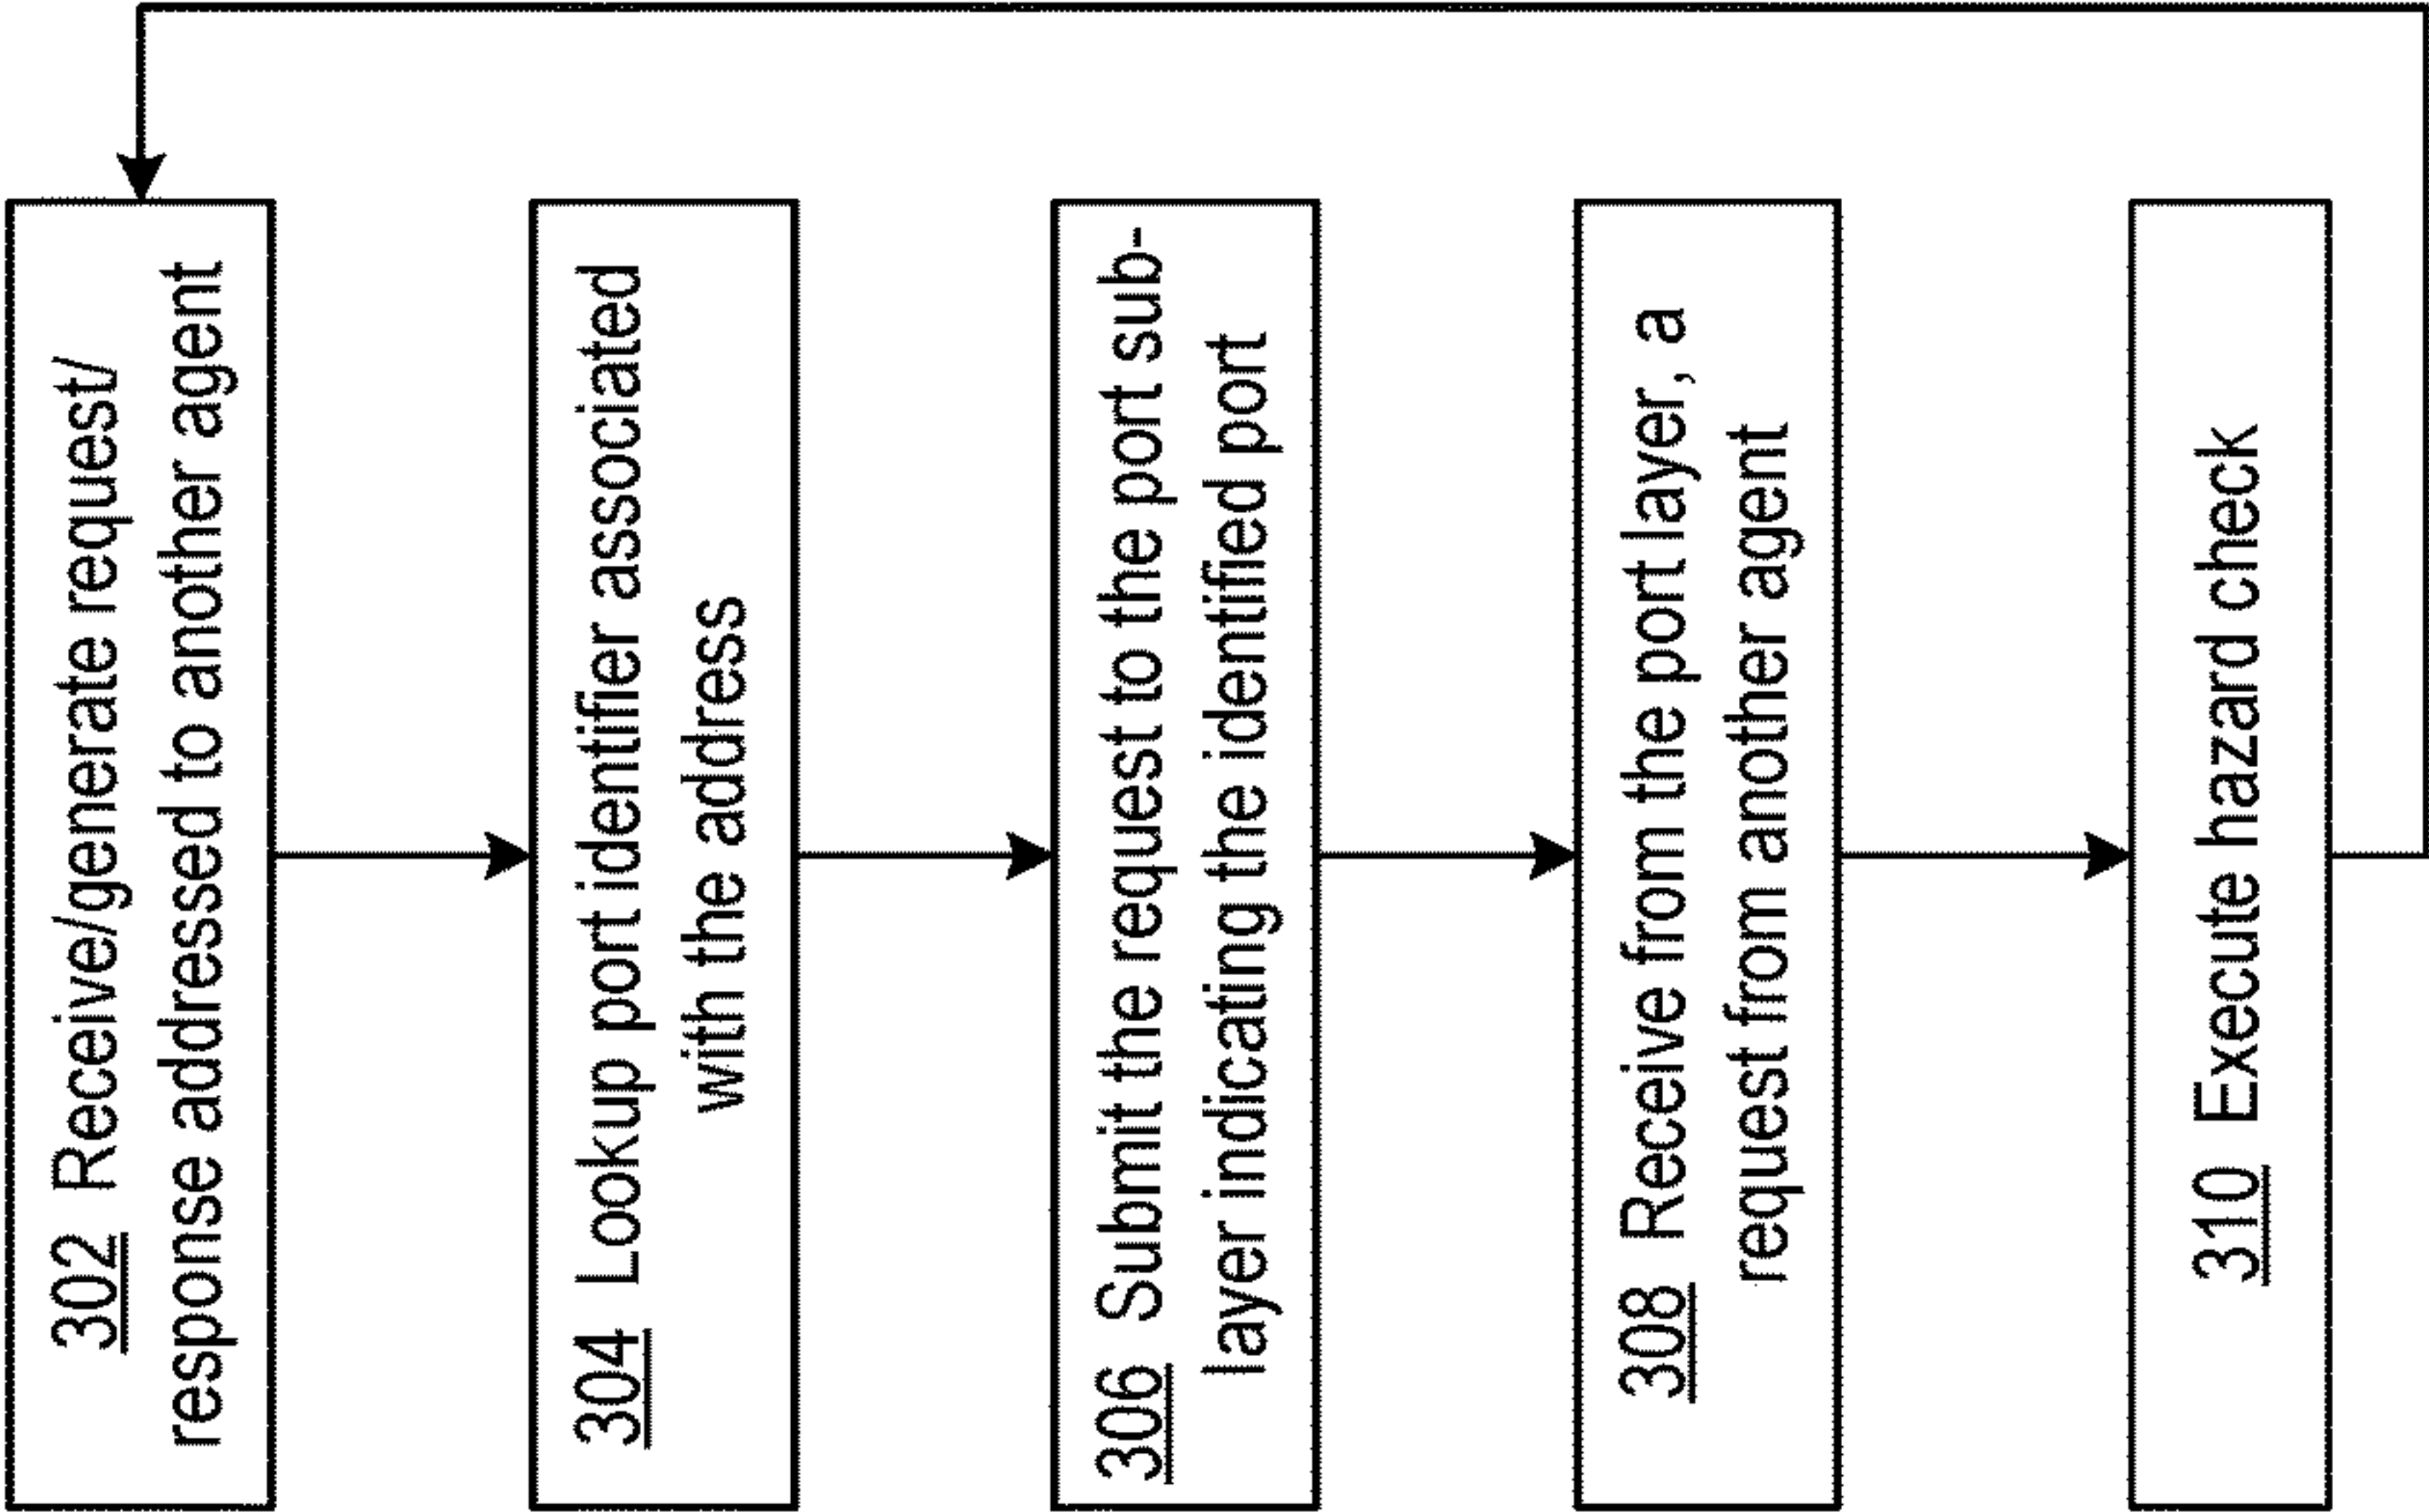 302 Receive/generate request/
response addressed to another agent
304 Lookup port identifier associated
with the address
306 Submit the request to the port sub-
layer indicating the identified port
308 Receive from the port layer, a
request from another agent
310 Execute hazard check